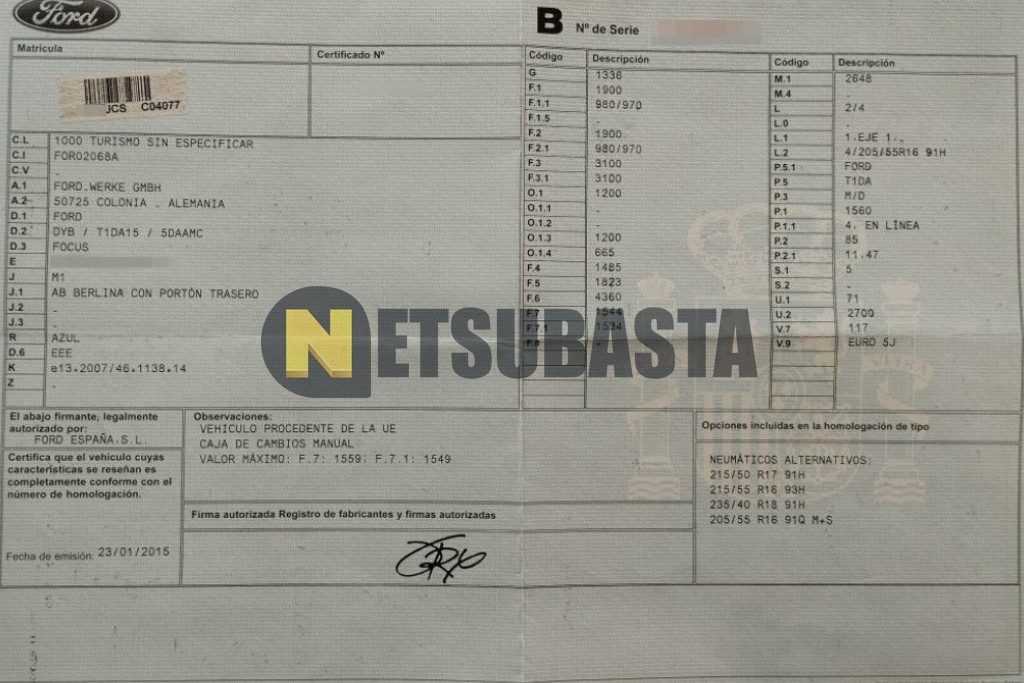 Ford
B Nº de Serie
Matrícula
Certificado Nº
JCS C04077
C.L 1000 TURISMO SIN ESPECIFICAR
C.I FOR02068A
C.V -
A.1 FORD.WERKE GMBH
A.2 50725 COLONIA . ALEMANIA
D.1 FORD
D.2 DYB / T1DA15 / 5DAAMC
D.3 FOCUS
E
J M1
J.1 AB BERLINA CON PORTÓN TRASERO
J.2 -
J.3 -
R AZUL
D.6 EEE
K e13.2007/46.1138.14
Z -
Código Descripción
G 1336
F.1 1900
F.1.1 980/970
F.1.5 -
F.2 1900
F.2.1 980/970
F.3 3100
F.3.1 3100
O.1 1200
O.1.1 -
O.1.2 -
O.1.3 1200
O.1.4 665
F.4 1485
F.5 1823
F.6 4360
F.7 1544
F.7.1 1534
F.8 -
Código Descripción
M.1 2648
M.4 -
L 2/4
L.0 -
L.1 1.EJE 1.,
L.2 4/205/55R16 91H
P.5.1 FORD
P.5 T1DA
P.3 M/D
P.1 1560
P.1.1 4. EN LÍNEA
P.2 85
P.2.1 11.47
S.1 5
S.2 -
U.1 71
U.2 2700
V.7 117
V.9 EURO 5J
NETSUBASTA
El abajo firmante, legalmente
autorizado por:
FORD ESPAÑA.S.L.
Certifica que el vehículo cuyas
características se reseñan es
completamente conforme con el
número de homologación.
Fecha de emisión: 23/01/2015
Observaciones:
VEHICULO PROCEDENTE DE LA UE
CAJA DE CAMBIOS MANUAL
VALOR MÁXIMO: F.7: 1559; F.7.1: 1549
Firma autorizada Registro de fabricantes y firmas autorizadas
Opciones incluidas en la homologación de tipo
NEUMÁTICOS ALTERNATIVOS:
215/50 R17 91H
215/55 R16 93H
235/40 R18 91H
205/55 R16 91Q M+S